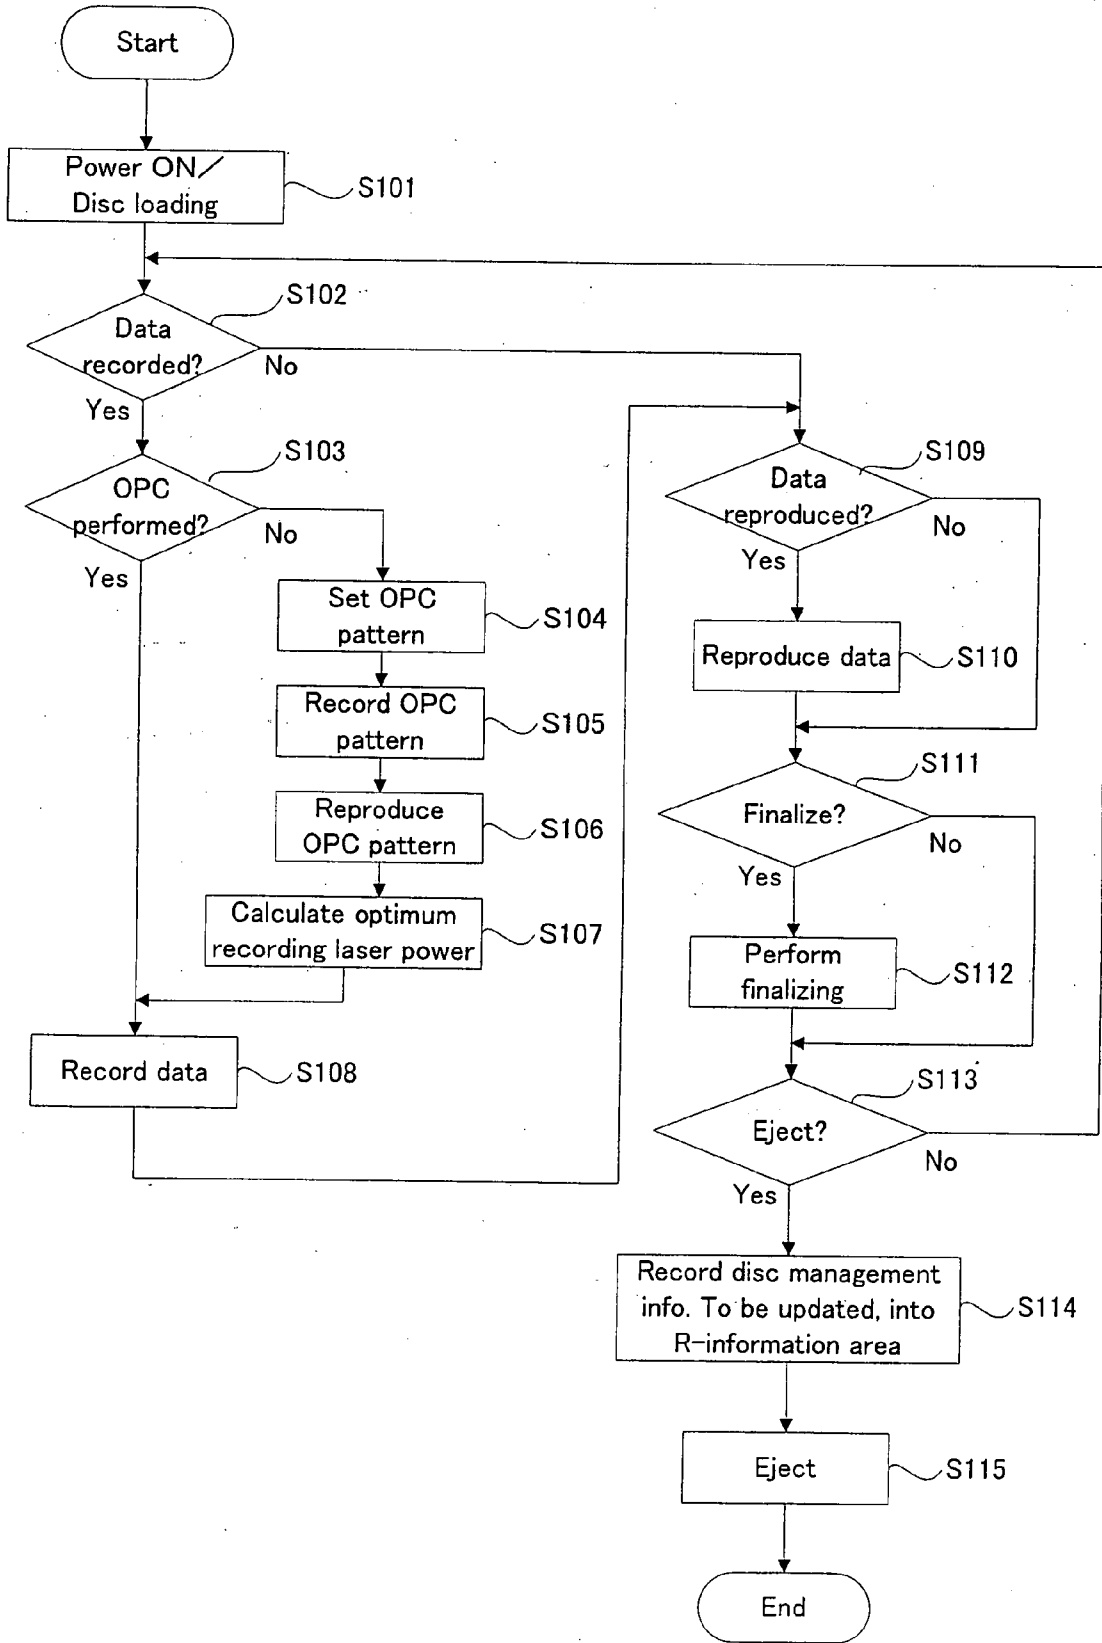 Start
Power ON／
Disc loading
S101
S102
Data
recorded?
No
Yes
S103
OPC
performed?
No
Yes
Set OPC
pattern
S104
Record OPC
pattern
S105
Reproduce
OPC pattern
S106
Calculate optimum
recording laser power
S107
Record data
S108
S109
Data
reproduced?
No
Yes
Reproduce data
S110
S111
Finalize?
No
Yes
Perform
finalizing
S112
S113
Eject?
No
Yes
Record disc management
info. To be updated, into
R-information area
S114
Eject
S115
End